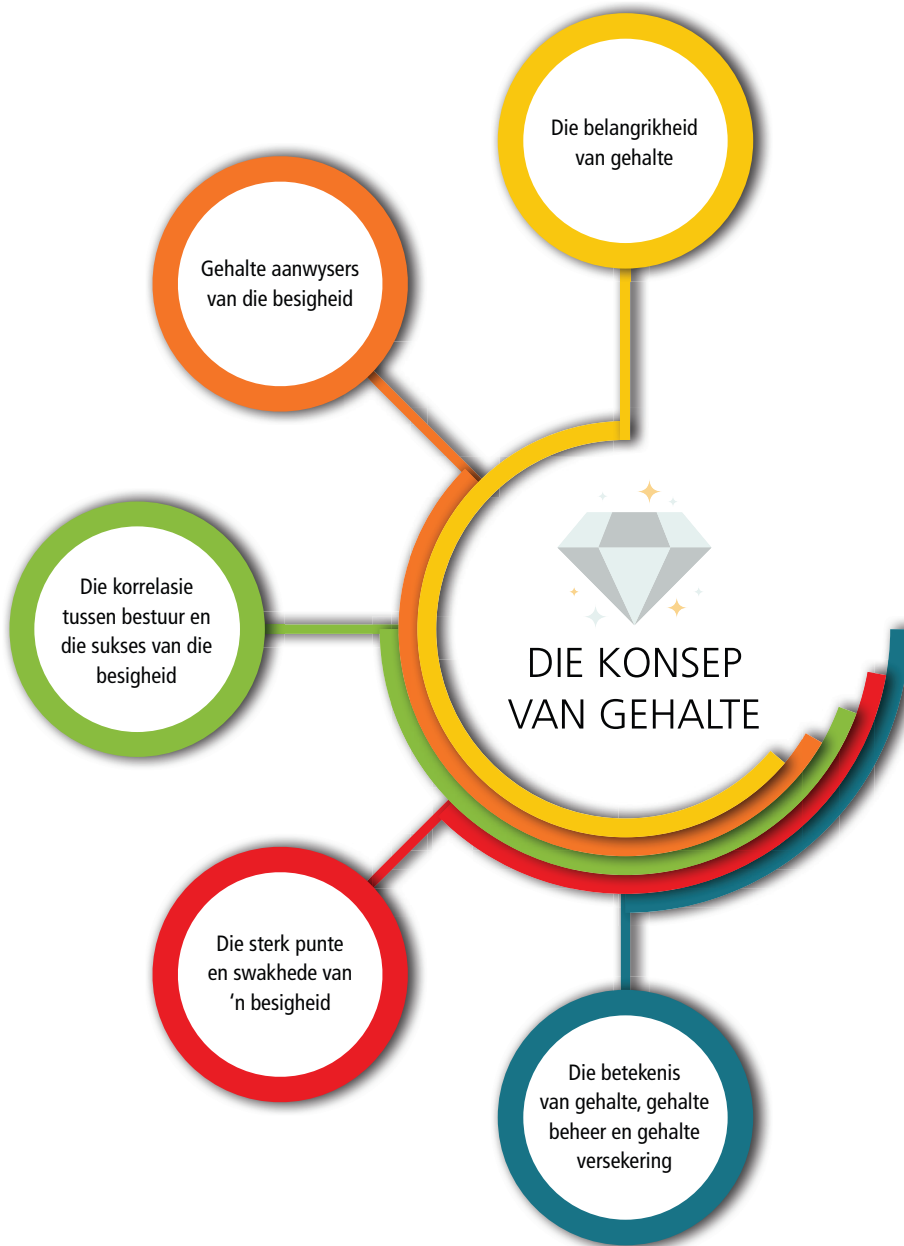 Die belangrikheid
van gehalte
Gehalte aanwysers
van die besigheid
Die korrelasie
tussen bestuur en
die sukses van die
besigheid
DIE KONSEP
VAN GEHALTE
Die sterk punte
en swakhede van
‘n besigheid
Die betekenis
van gehalte, gehalte
beheer en gehalte
versekering